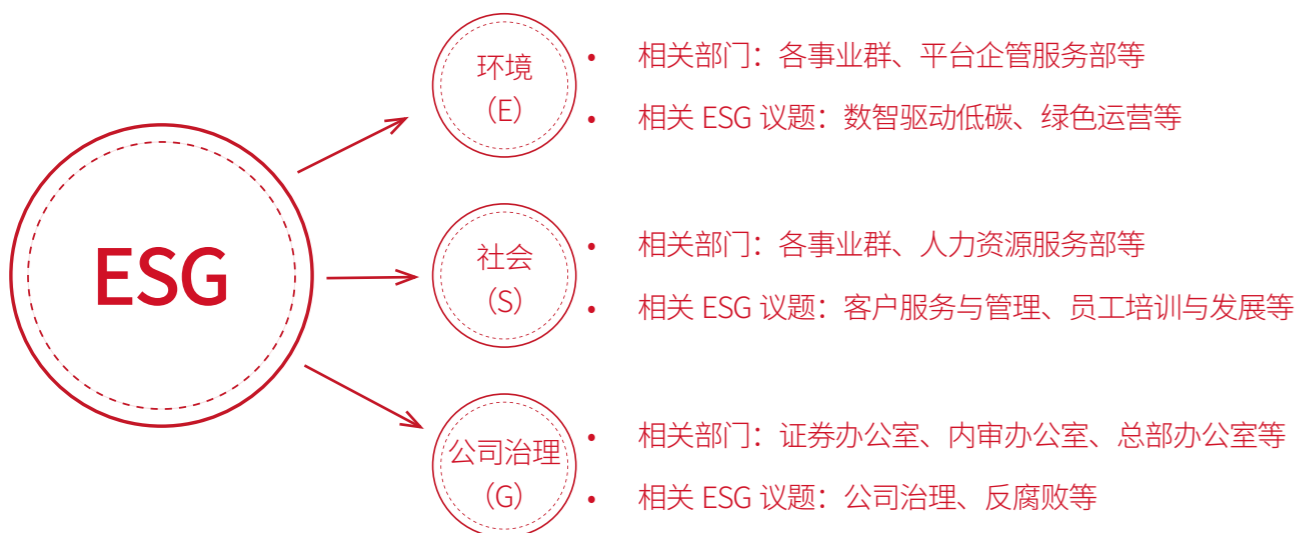 ESG
环境
（E）
• 相关部门：各事业群、平台企管服务部等
• 相关 ESG 议题：数智驱动低碳、绿色运营等
社会
（S）
• 相关部门：各事业群、人力资源服务部等
• 相关 ESG 议题：客户服务与管理、员工培训与发展等
公司治理
（G）
• 相关部门：证券办公室、内审办公室、总部办公室等
• 相关 ESG 议题：公司治理、反腐败等